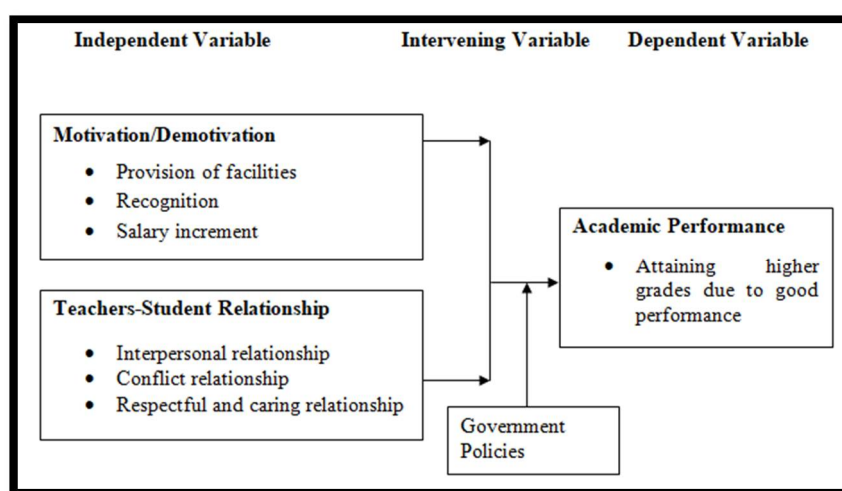 Independent Variable
Intervening Variable
Dependent Variable
Motivation/Demotivation
• Provision of facilities
• Recognition
• Salary increment
Teachers-Student Relationship
• Interpersonal relationship
• Conflict relationship
• Respectful and caring relationship
Government
Policies
Academic Performance
• Attaining higher
grades due to good
performance